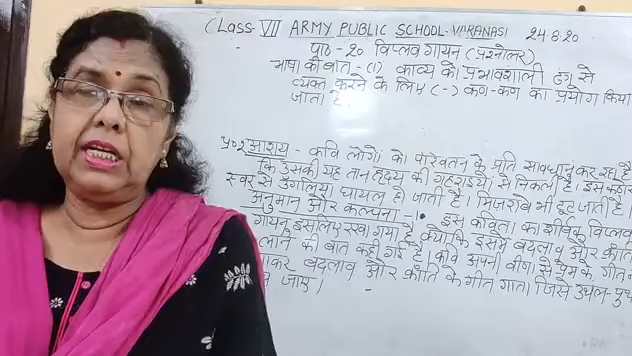 Class- VII ARMY PUBLIC SCHOOL-VARANASI 24.8.20
पाठ - 20 विप्लव गायन (प्रश्नोत्तर)
भाषा की बात - (1) काव्य को प्रभावशाली ढंग से
व्यक्त करने के लिए (-) कण-कण का प्रयोग किया
जाता है
प्र०2 आशय - कवि लोगों को परिवर्तन के प्रति सावधान कर रहा है
कि उसकी यह तान हृदय की गहराइयों से निकली है। इस
स्वर से उंगलियाँ घायल हो जाती हैं। मिजराब भी टूट जाती है।
अनुमान और कल्पना - 1. इस कविता का शीर्षक विप्लव
गायन इसलिए रखा गया है क्योंकि इसमें बदलाव और क्रांति
लाने की बात कही गई है। कवि अपनी वीणा से प्रेम के गीत
बदलाव और क्रांति के गीत गाता जिसे उथल-पुथ
जाए। -